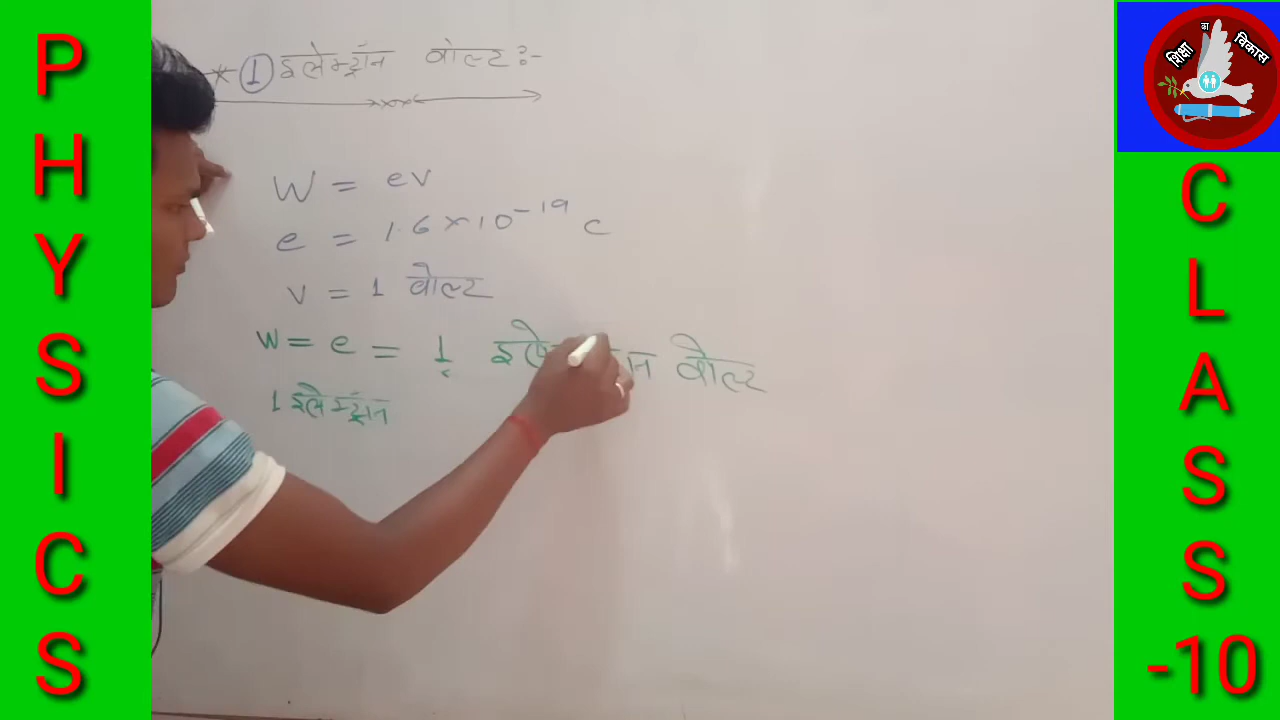 PHYSICS
* 1 इलेक्ट्रॉन वोल्ट :-
W = ev
e = 1.6 × 10⁻¹⁹ C
v = 1 वोल्ट
W = e = 1 वोल्ट
1 इलेक्ट्रॉन
शिक्षा का विकास
CLASS
-10